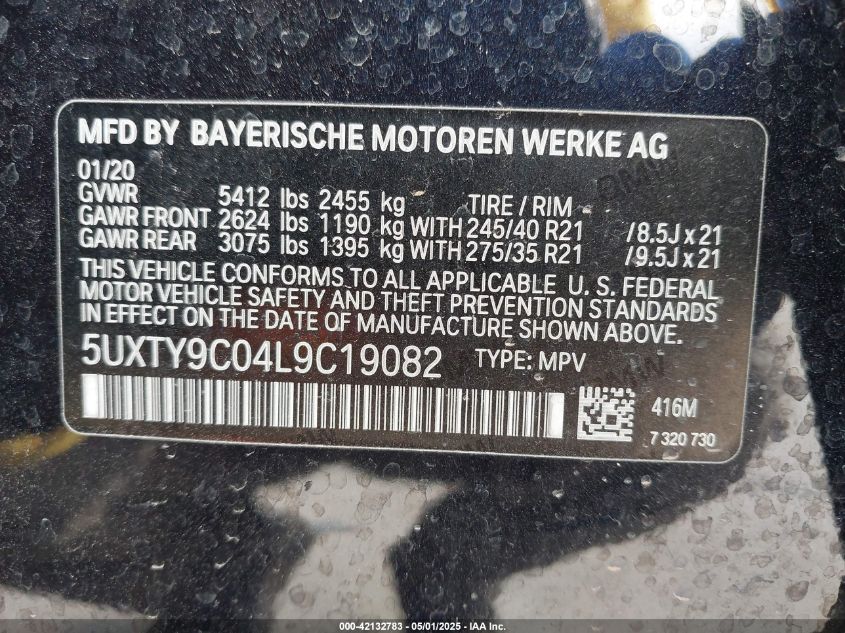 MFD BY BAYERISCHE MOTOREN WERKE AG
01/20
GVWR 5412 lbs 2455 kg TIRE / RIM
GAWR FRONT 2624 lbs 1190 kg WITH 245/40 R21 /8.5J x 21
GAWR REAR 3075 lbs 1395 kg WITH 275/35 R21 /9.5J x 21
THIS VEHICLE CONFORMS TO ALL APPLICABLE U. S. FEDERAL
MOTOR VEHICLE SAFETY AND THEFT PREVENTION STANDARDS
IN EFFECT ON THE DATE OF MANUFACTURE SHOWN ABOVE.
5UXTY9C04L9C19082 TYPE: MPV
416M
7 320 730
000-42132783 - 05/01/2025 - IAA Inc.